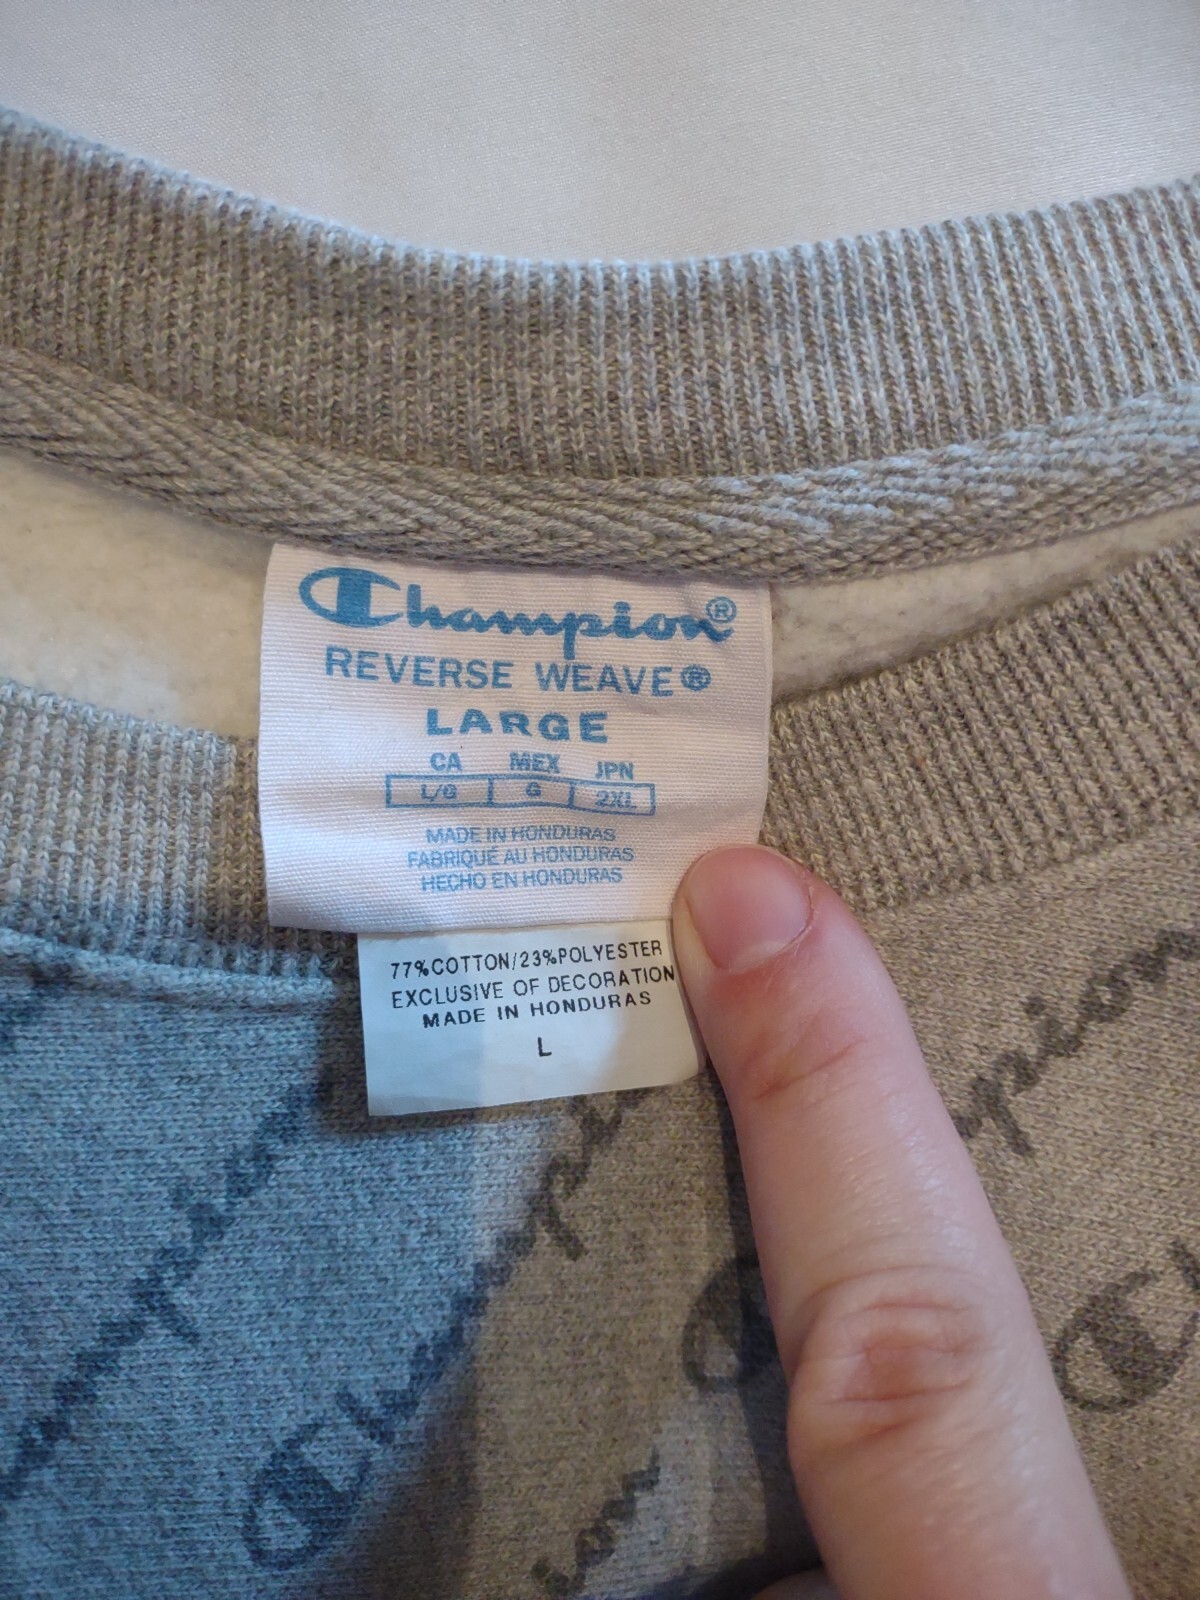 Champion®
REVERSE WEAVE®
LARGE
CA MEX JPN
L/G G 2XL
MADE IN HONDURAS
FABRIQUÉ AU HONDURAS
HECHO EN HONDURAS
77%COTTON/23%POLYESTER
EXCLUSIVE OF DECORATION
MADE IN HONDURAS
L